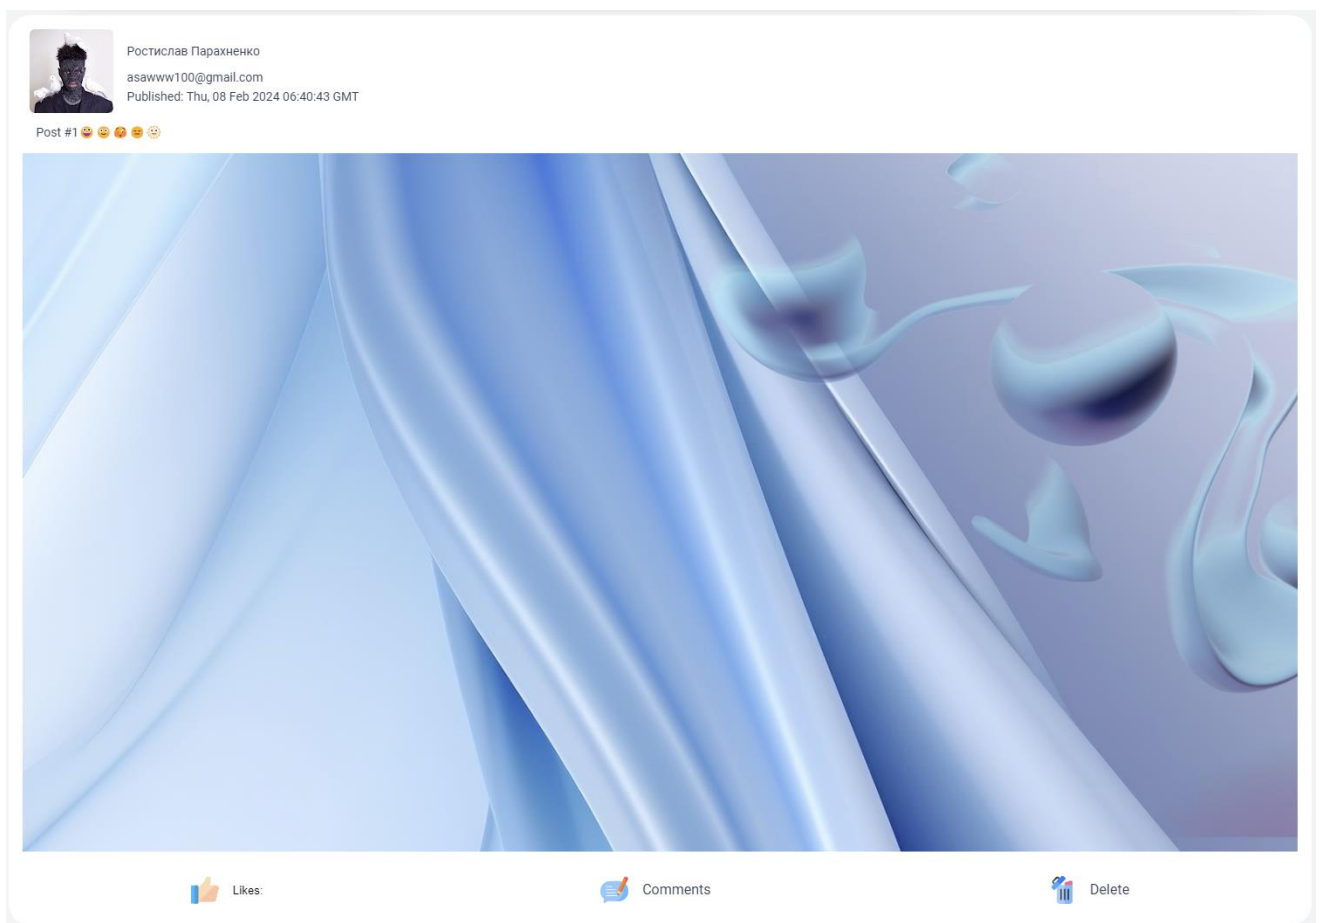 Ростислав Парахненко
asawww100@gmail.com
Published: Thu, 08 Feb 2024 06:40:43 GMT
Post #1
Likes:
Comments
Delete